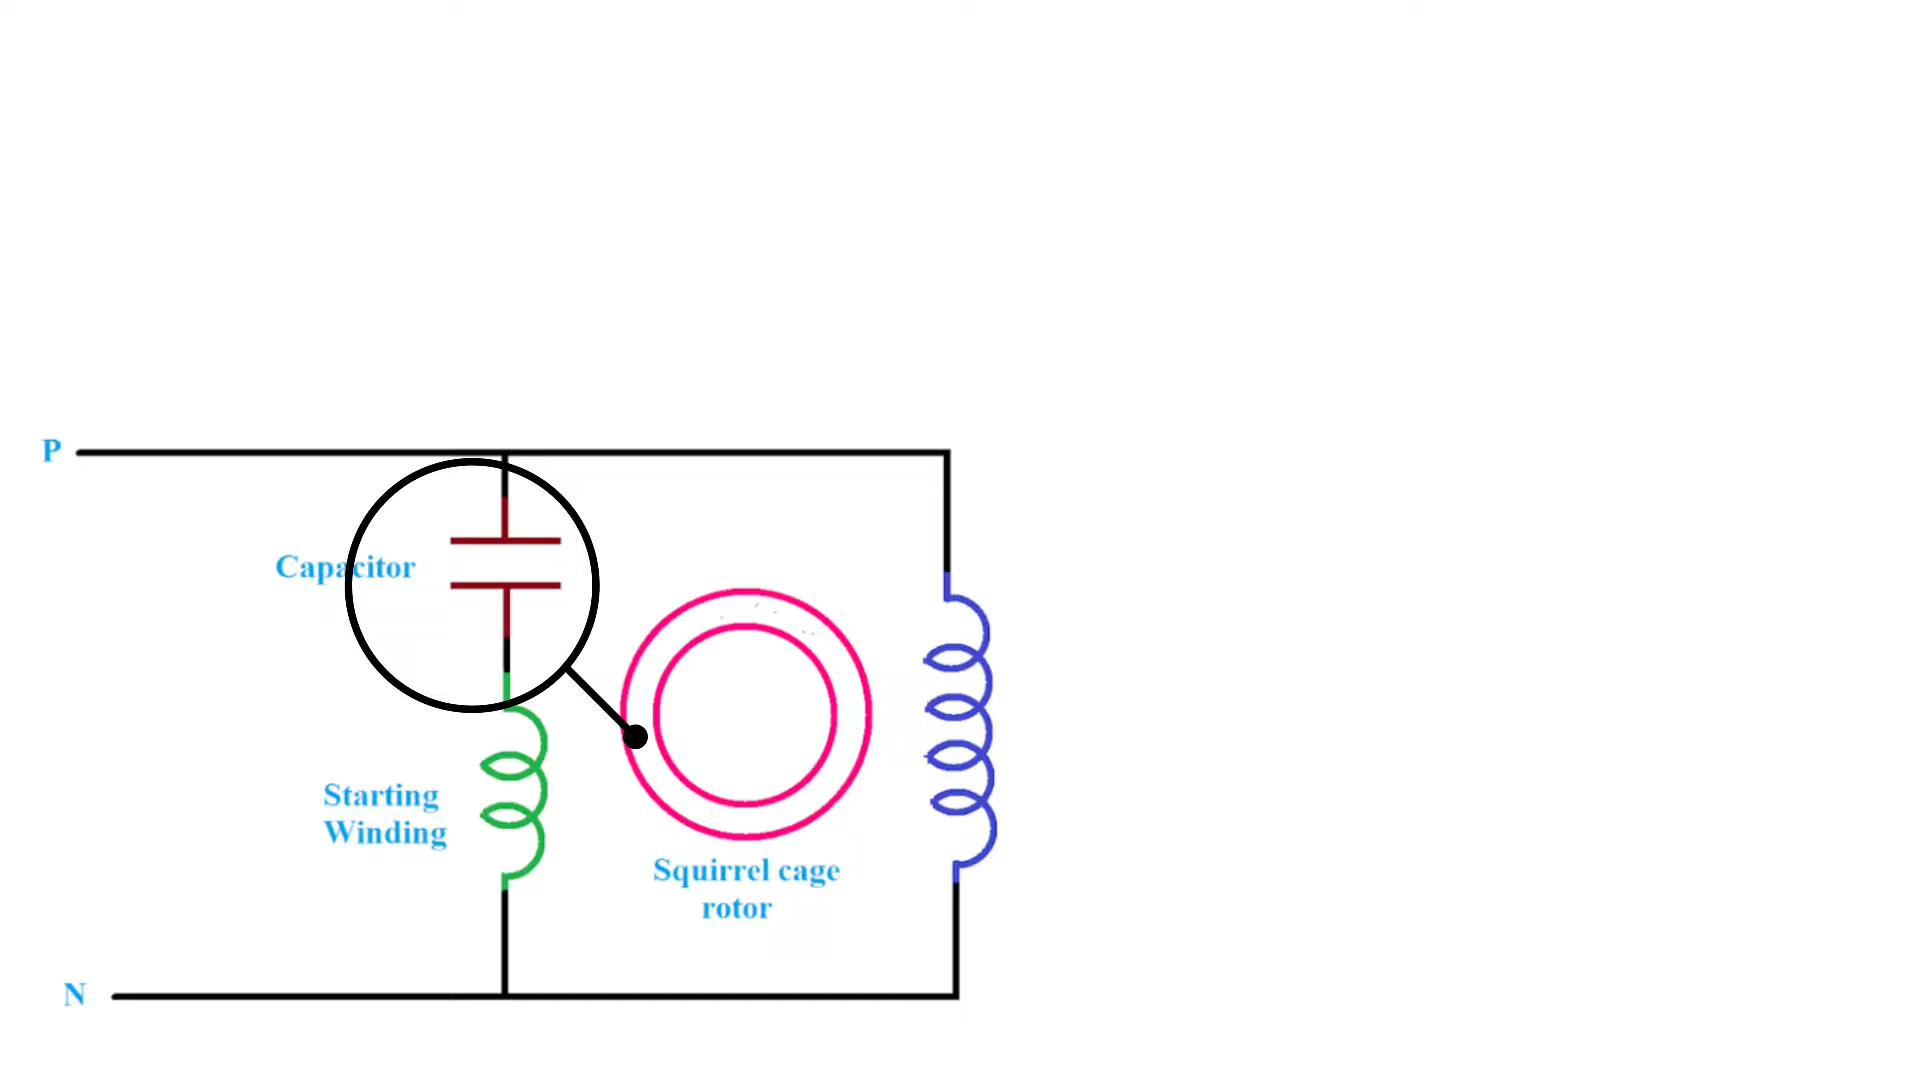 P
Capacitor
Starting
Winding
Squirrel cage
rotor
N